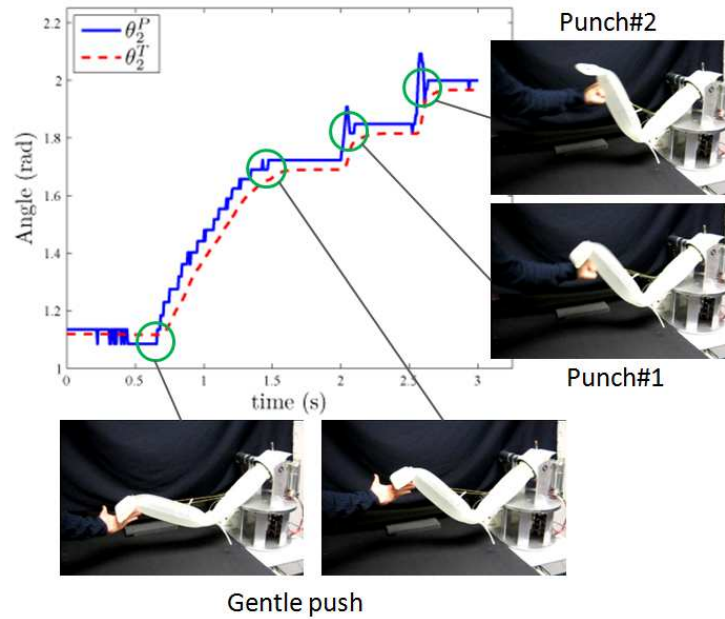 Punch#2
2.2
θ₂ᴾ
θ₂ᵀ
2
1.8
1.6
1.4
1.2
1
Angle (rad)
0 0.5 1 1.5 2 2.5 3
time (s)
Punch#1
Gentle push